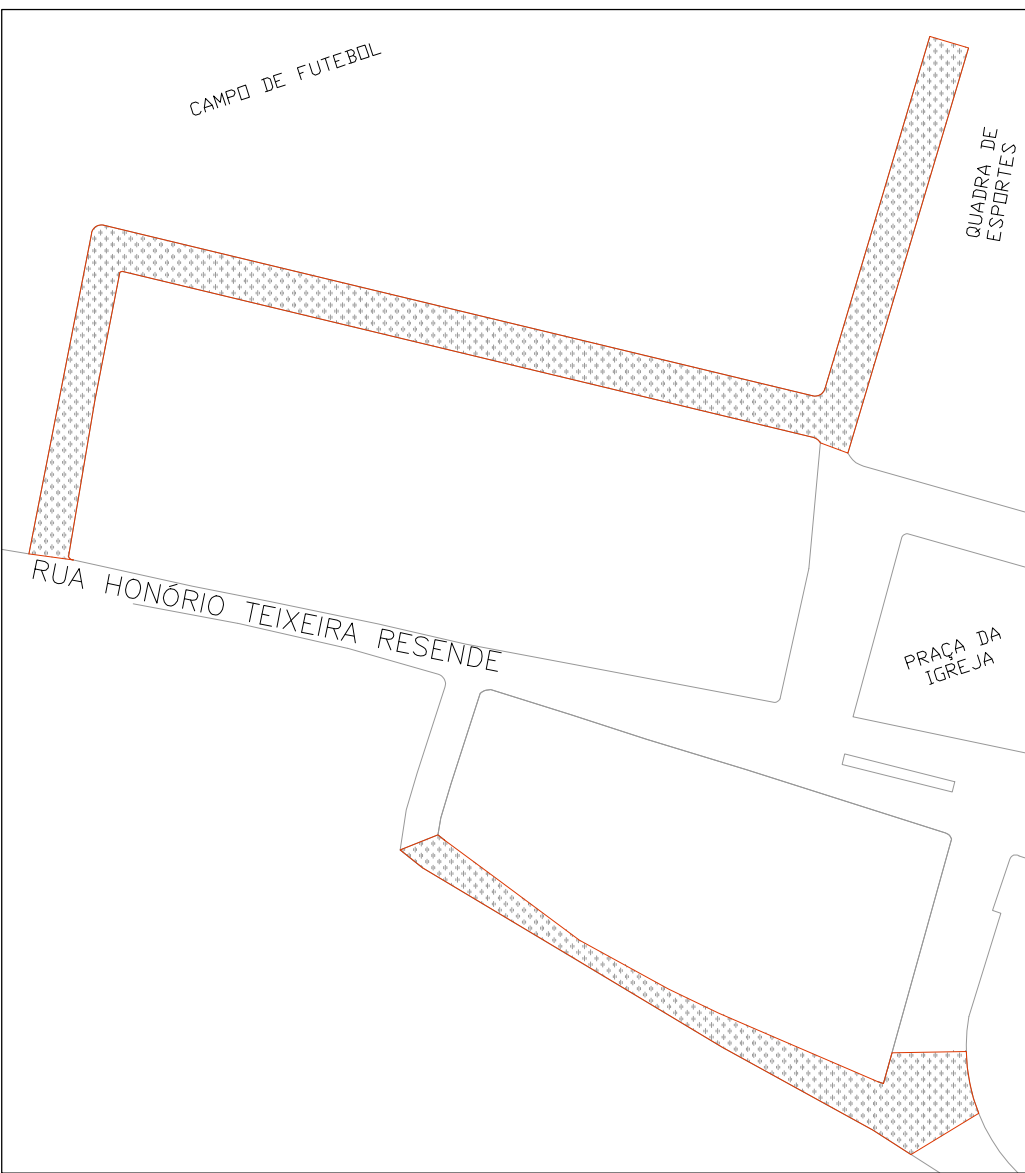 CAMPO DE FUTEBOL
QUADRA DE
ESPORTES
RUA HONÓRIO TEIXEIRA RESENDE
PRAÇA DA
IGREJA